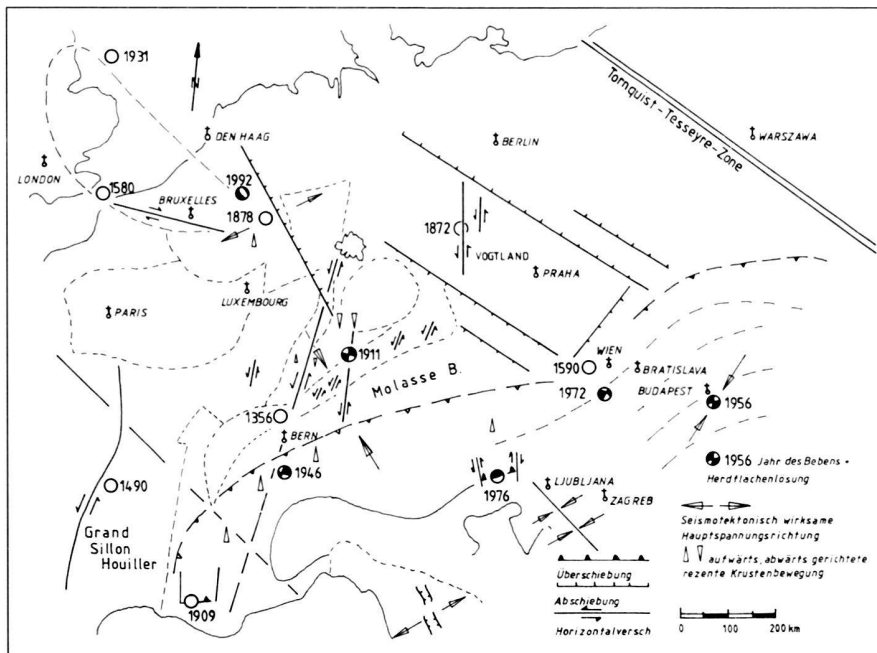 1931
N
DEN HAAG
BERLIN
Tornquist-Tesseyre-Zone
WARSZAWA
LONDON
1580
1992
BRUXELLES
1878
1872
VOGTLAND
PRAHA
LUXEMBOURG
PARIS
1911
Molasse B.
1590
WIEN
BRATISLAVA
1972
BUDAPEST
1956
1356
BERN
1946
1490
Grand
Sillon
Houiller
1976
LJUBLJANA
ZAGREB
1909
1956 Jahr des Bebens -
Herdflächenlösung
Seismotektonisch wirksame
Hauptspannungsrichtung
aufwärts, abwärts gerichtete
rezente Krustenbewegung
Überschiebung
Abschiebung
Horizontalversch
0 100 200 km